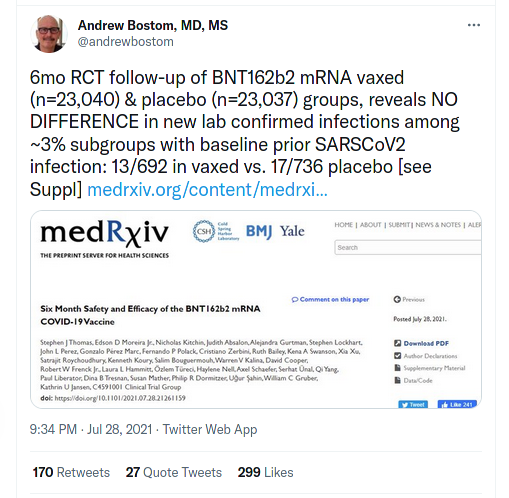 Andrew Bostom, MD, MS
@andrewbostom
6mo RCT follow-up of BNT162b2 mRNA vaxed
(n=23,040) & placebo (n=23,037) groups, reveals NO
DIFFERENCE in new lab confirmed infections among
~3% subgroups with baseline prior SARSCoV2
infection: 13/692 in vaxed vs. 17/736 placebo [see
Suppl] medrxiv.org/content/medrxi...
medRxiv
THE PREPRINT SERVER FOR HEALTH SCIENCES
CSH Cold Spring Harbor Laboratory BMJ Yale
HOME | ABOUT | SUBMIT | NEWS & NOTES | ALER
Search
Comment on this paper
Previous
Six Month Safety and Efficacy of the BNT162b2 mRNA
COVID-19 Vaccine
Posted July 28, 2021.
Stephen J Thomas, Edson D Moreira Jr., Nicholas Kitchin, Judith Absalon, Alejandra Gurtman, Stephen Lockhart,
John L Perez, Gonzalo Pérez Marc, Fernando P Polack, Cristiano Zerbini, Ruth Bailey, Kena A Swanson, Xia Xu,
Satrajit Roychoudhury, Kenneth Koury, Salim Bouguermouh, Warren V Kalina, David Cooper,
Robert W Frenck Jr., Laura L Hammitt, Özlem Türeci, Haylene Nell, Axel Schaefer, Serhat Ünal, Qi Yang,
Paul Liberator, Dina B Tresnan, Susan Mather, Philip R Dormitzer, Uğur Şahin, William C Gruber,
Kathrin U Jansen, C4591001 Clinical Trial Group
doi: https://doi.org/10.1101/2021.07.28.21261159
Download PDF
Author Declarations
Supplementary Material
Data/Code
Tweet
Like 241
9:34 PM · Jul 28, 2021 · Twitter Web App
170 Retweets 27 Quote Tweets 299 Likes